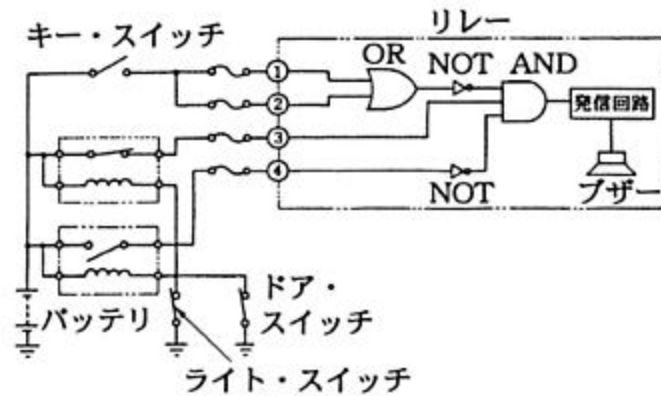 リレー
キー・スイッチ
OR
NOT
AND
①
②
③
④
発信回路
NOT
ブザー
バッテリ
ドア・
スイッチ
ライト・スイッチ